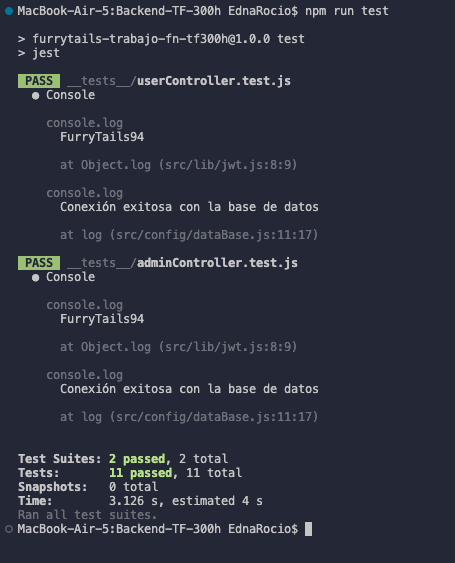 MacBook-Air-5:Backend-TF-300h EdnaRocio$ npm run test
> furrytails-trabajo-fn-tf300h@1.0.0 test
> jest
PASS __tests__/userController.test.js
● Console
console.log
FurryTails94
at Object.log (src/lib/jwt.js:8:9)
console.log
Conexión exitosa con la base de datos
at log (src/config/dataBase.js:11:17)
PASS __tests__/adminController.test.js
● Console
console.log
FurryTails94
at Object.log (src/lib/jwt.js:8:9)
console.log
Conexión exitosa con la base de datos
at log (src/config/dataBase.js:11:17)
Test Suites: 2 passed, 2 total
Tests: 11 passed, 11 total
Snapshots: 0 total
Time: 3.126 s, estimated 4 s
Ran all test suites.
MacBook-Air-5:Backend-TF-300h EdnaRocio$